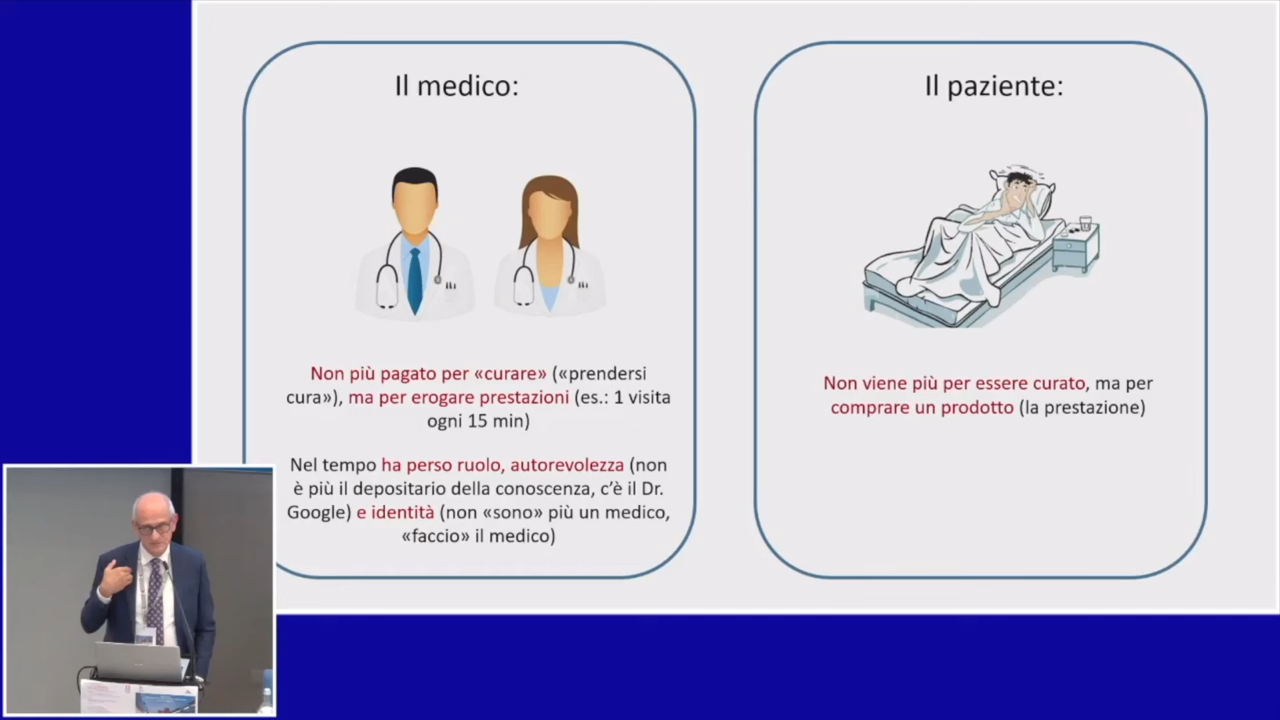 Il medico:
Non più pagato per «curare» («prendersi
cura»), ma per erogare prestazioni (es.: 1 visita
ogni 15 min)
Nel tempo ha perso ruolo, autorevolezza (non
è più il depositario della conoscenza, c'è il Dr.
Google) e identità (non «sono» più un medico,
«faccio» il medico)
Il paziente:
Non viene più per essere curato, ma per
comprare un prodotto (la prestazione)